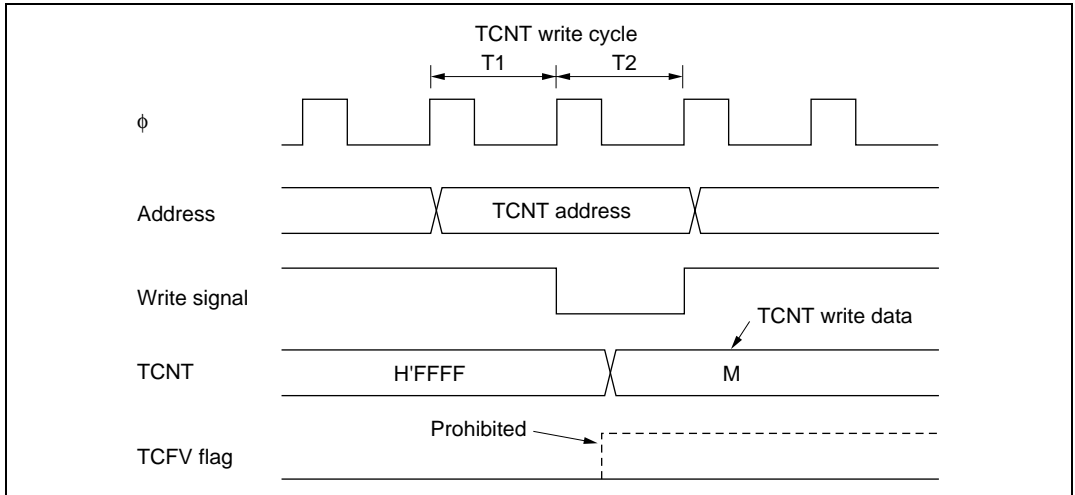 TCNT write cycle
T1 T2
ϕ
Address
TCNT address
Write signal
TCNT write data
TCNT
H'FFFF
M
Prohibited
TCFV flag